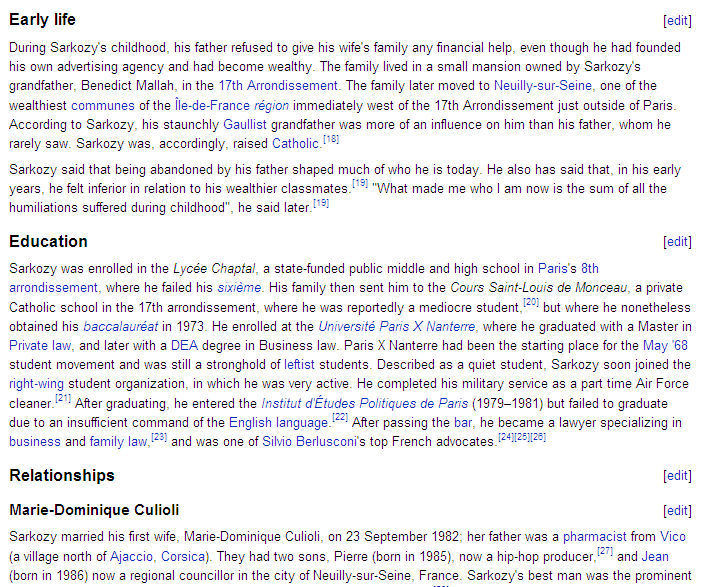 Early life [edit]
During Sarkozy's childhood, his father refused to give his wife's family any financial help, even though he had founded
his own advertising agency and had become wealthy. The family lived in a small mansion owned by Sarkozy's
grandfather, Benedict Mallah, in the 17th Arrondissement. The family later moved to Neuilly-sur-Seine, one of the
wealthiest communes of the Île-de-France région immediately west of the 17th Arrondissement just outside of Paris.
According to Sarkozy, his staunchly Gaullist grandfather was more of an influence on him than his father, whom he
rarely saw. Sarkozy was, accordingly, raised Catholic.[18]
Sarkozy said that being abandoned by his father shaped much of who he is today. He also has said that, in his early
years, he felt inferior in relation to his wealthier classmates.[19] "What made me who I am now is the sum of all the
humiliations suffered during childhood", he said later.[19]
Education [edit]
Sarkozy was enrolled in the Lycée Chaptal, a state-funded public middle and high school in Paris's 8th
arrondissement, where he failed his sixième. His family then sent him to the Cours Saint-Louis de Monceau, a private
Catholic school in the 17th arrondissement, where he was reportedly a mediocre student,[20] but where he nonetheless
obtained his baccalauréat in 1973. He enrolled at the Université Paris X Nanterre, where he graduated with a Master in
Private law, and later with a DEA degree in Business law. Paris X Nanterre had been the starting place for the May '68
student movement and was still a stronghold of leftist students. Described as a quiet student, Sarkozy soon joined the
right-wing student organization, in which he was very active. He completed his military service as a part time Air Force
cleaner.[21] After graduating, he entered the Institut d'Études Politiques de Paris (1979–1981) but failed to graduate
due to an insufficient command of the English language.[22] After passing the bar, he became a lawyer specializing in
business and family law,[23] and was one of Silvio Berlusconi's top French advocates.[24][25][26]
Relationships [edit]
Marie-Dominique Culioli [edit]
Sarkozy married his first wife, Marie-Dominique Culioli, on 23 September 1982; her father was a pharmacist from Vico
(a village north of Ajaccio, Corsica). They had two sons, Pierre (born in 1985), now a hip-hop producer,[27] and Jean
(born in 1986) now a regional councillor in the city of Neuilly-sur-Seine, France. Sarkozy's best man was the prominent